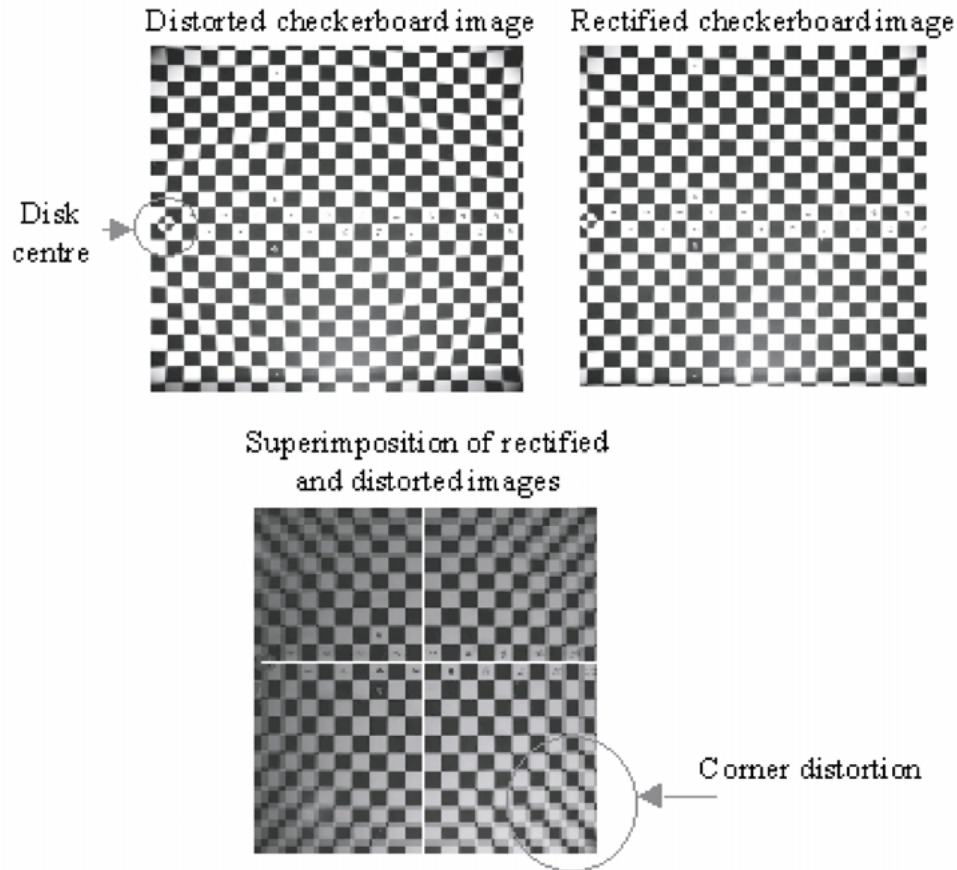 Distorted checkerboard image
Rectified checkerboard image
Disk
centre
Superimposition of rectified
and distorted images
Corner distortion